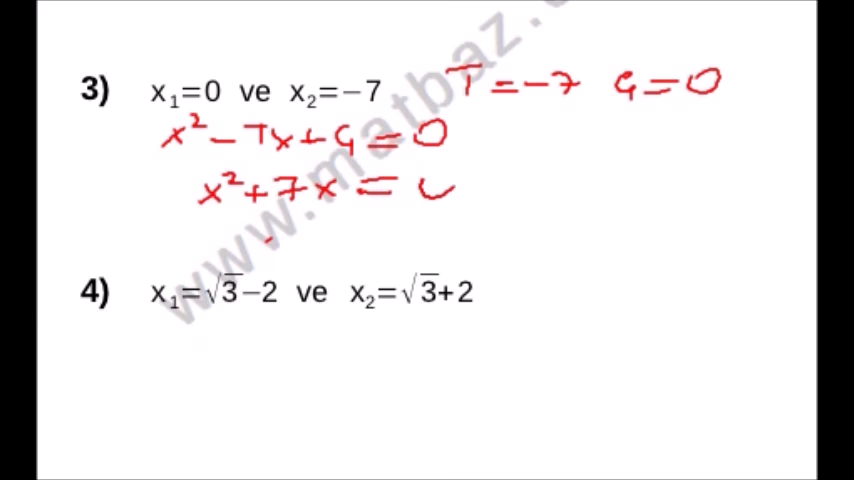 3) x₁=0 ve x₂=−7 T=-7 Ç=0
x²-Tx+Ç=0
x²+7x=0
4) x₁=√3−2 ve x₂=√3+2
www.matbaz.c